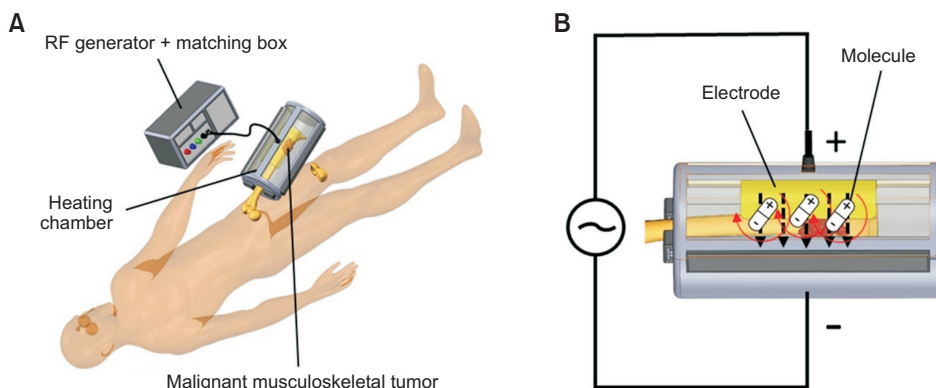 A
RF generator + matching box
Heating
chamber
Malignant musculoskeletal tumor
B
Molecule
Electrode
+
+
-
+
-
+
-
−